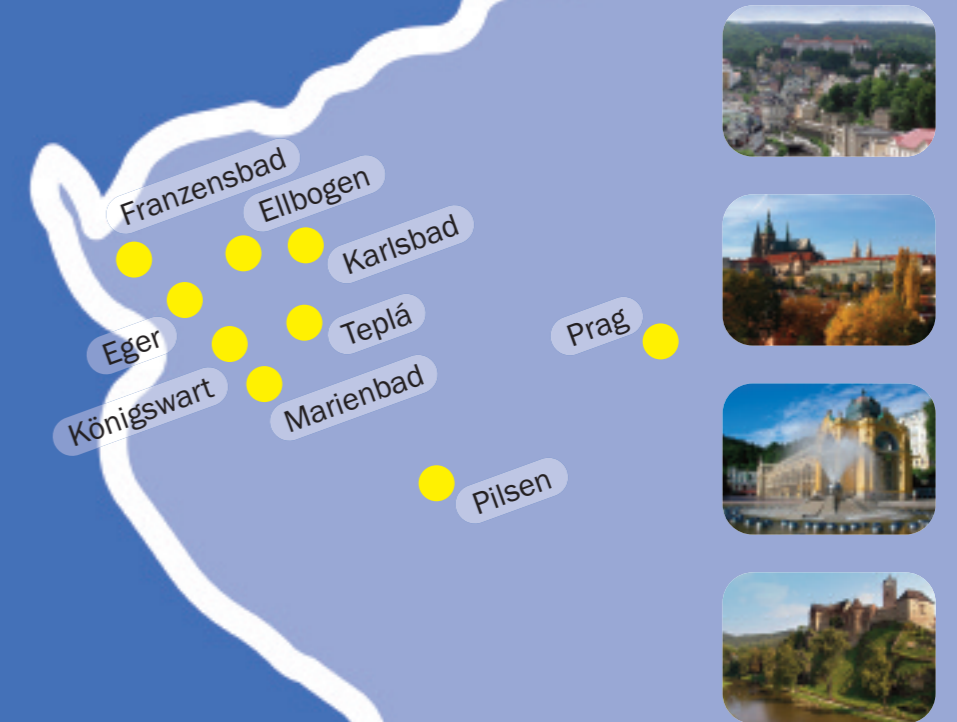 Franzensbad
Ellbogen
Karlsbad
Eger
Teplá
Prag
Königswart
Marienbad
Pilsen